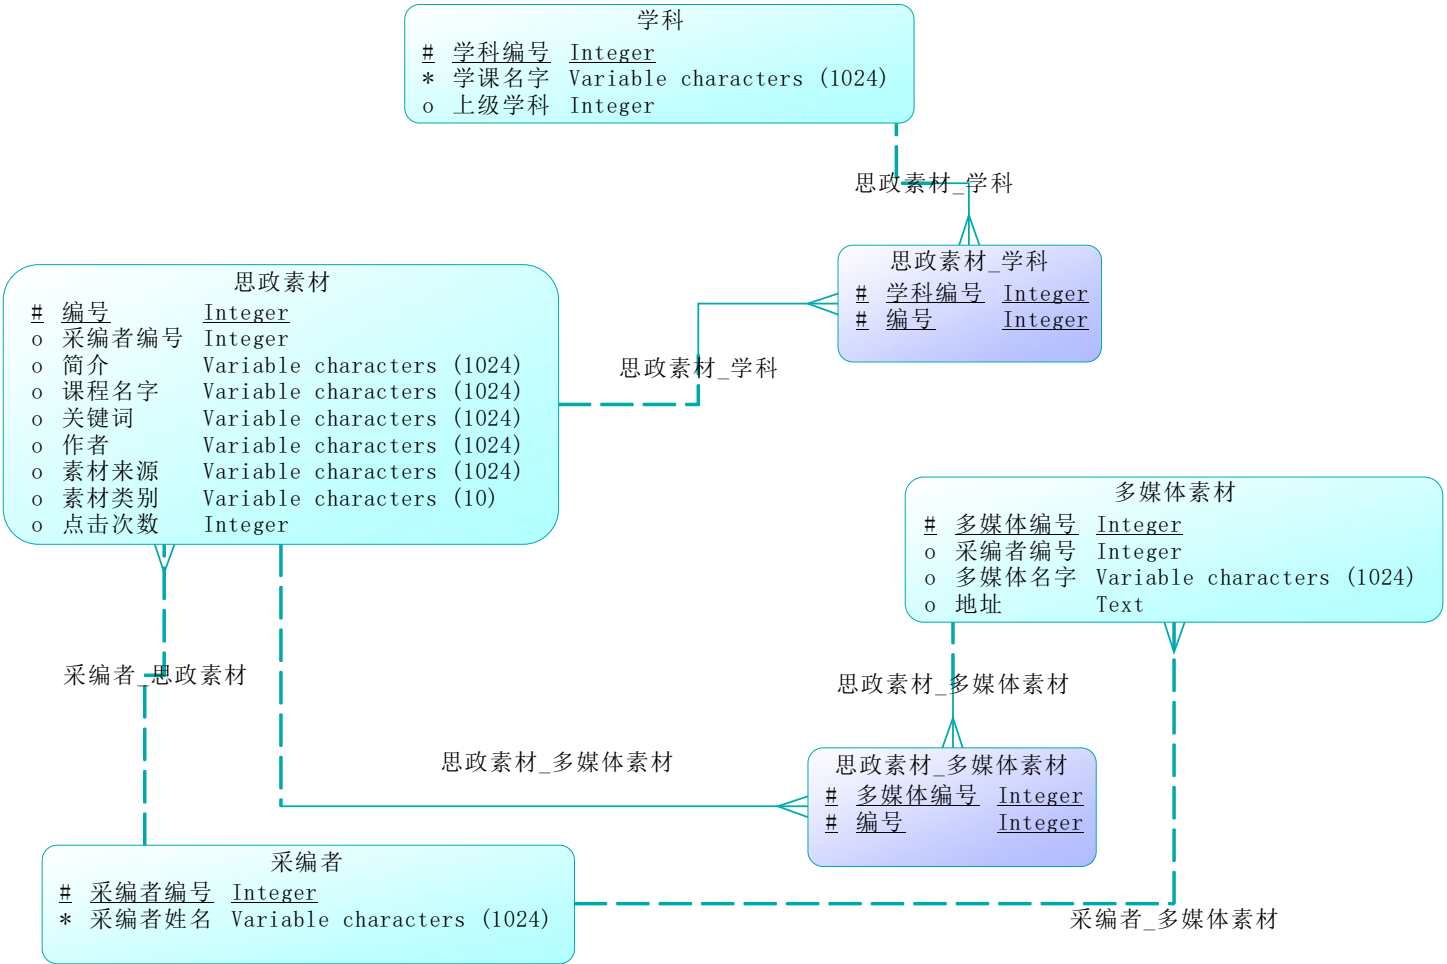 学科
# 学科编号 Integer
* 学课名字 Variable characters (1024)
o 上级学科 Integer
思政素材_学科
思政素材_学科
# 学科编号 Integer
# 编号 Integer
思政素材
# 编号 Integer
o 采编者编号 Integer
o 简介 Variable characters (1024)
o 课程名字 Variable characters (1024)
o 关键词 Variable characters (1024)
o 作者 Variable characters (1024)
o 素材来源 Variable characters (1024)
o 素材类别 Variable characters (10)
o 点击次数 Integer
思政素材_学科
多媒体素材
# 多媒体编号 Integer
o 采编者编号 Integer
o 多媒体名字 Variable characters (1024)
o 地址 Text
采编者_思政素材
思政素材_多媒体素材
思政素材_多媒体素材
思政素材_多媒体素材
# 多媒体编号 Integer
# 编号 Integer
采编者
# 采编者编号 Integer
* 采编者姓名 Variable characters (1024)
采编者_多媒体素材